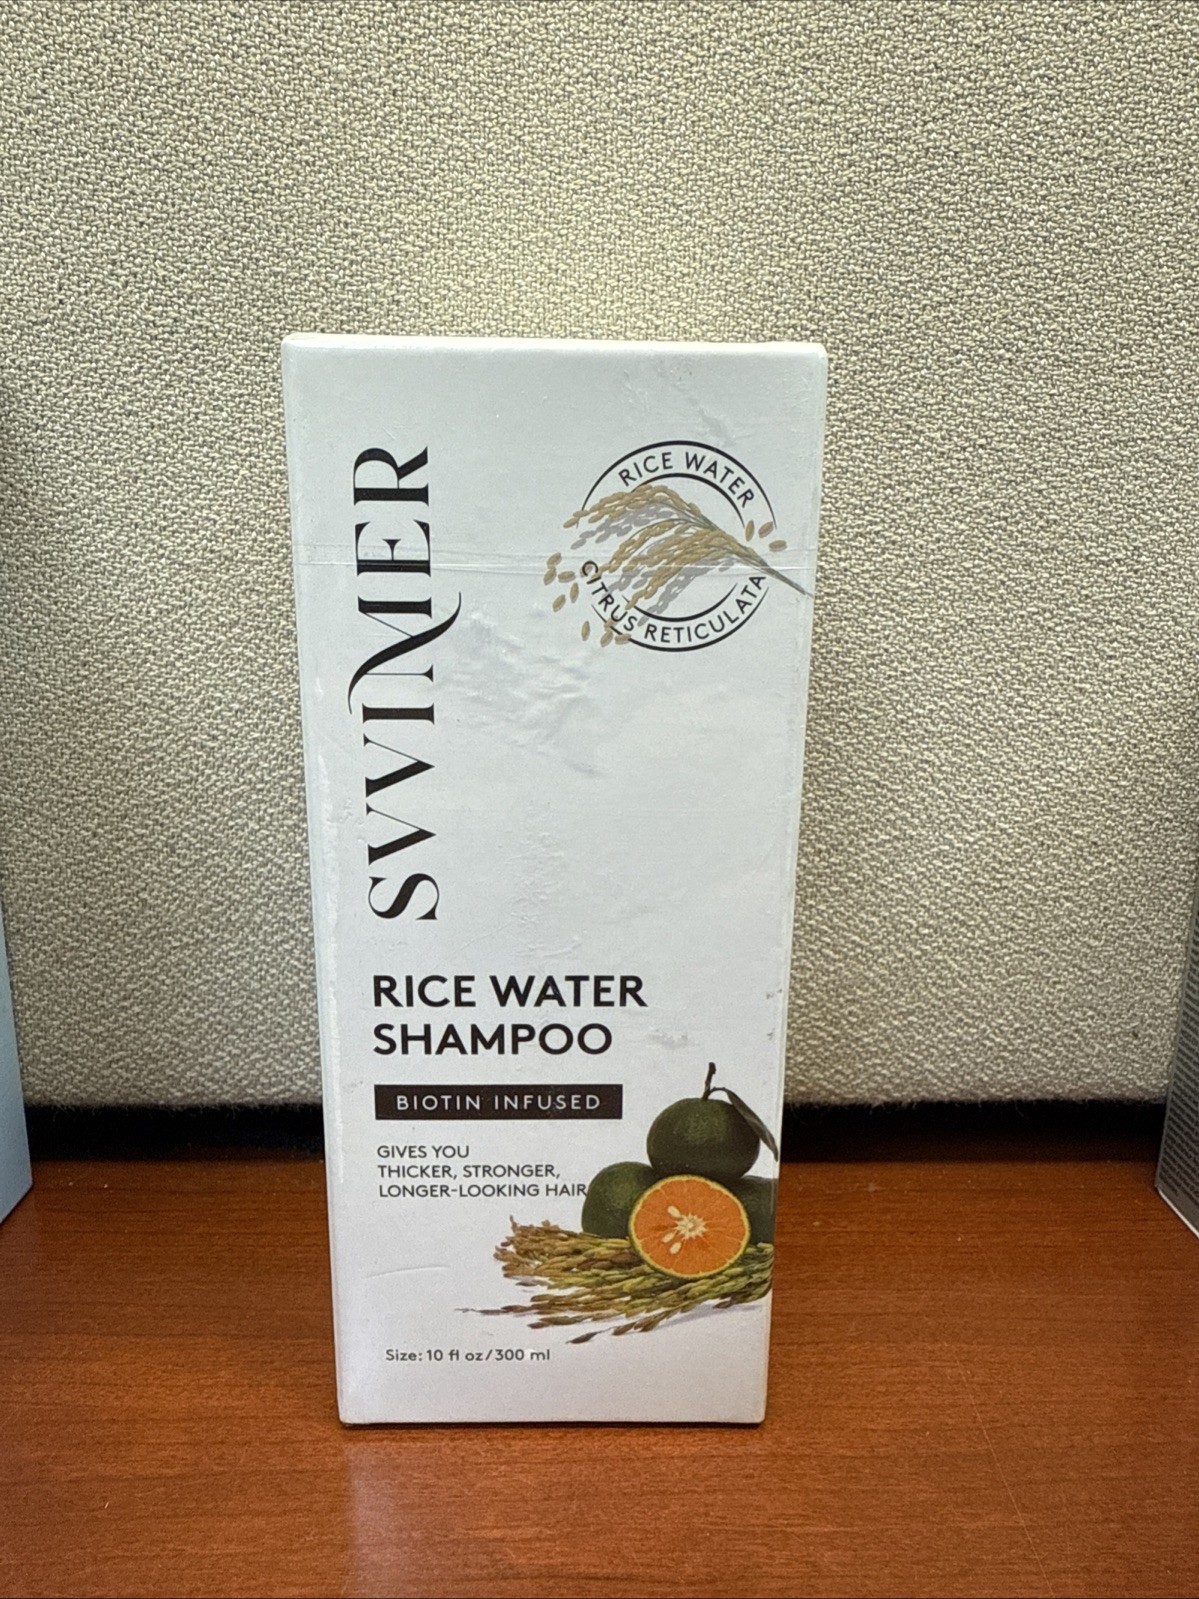 SVVIMER
RICE WATER
CITRUS RETICULATA
RICE WATER
SHAMPOO
BIOTIN INFUSED
GIVES YOU
THICKER, STRONGER,
LONGER-LOOKING HAIR
Size: 10 fl oz/300 ml